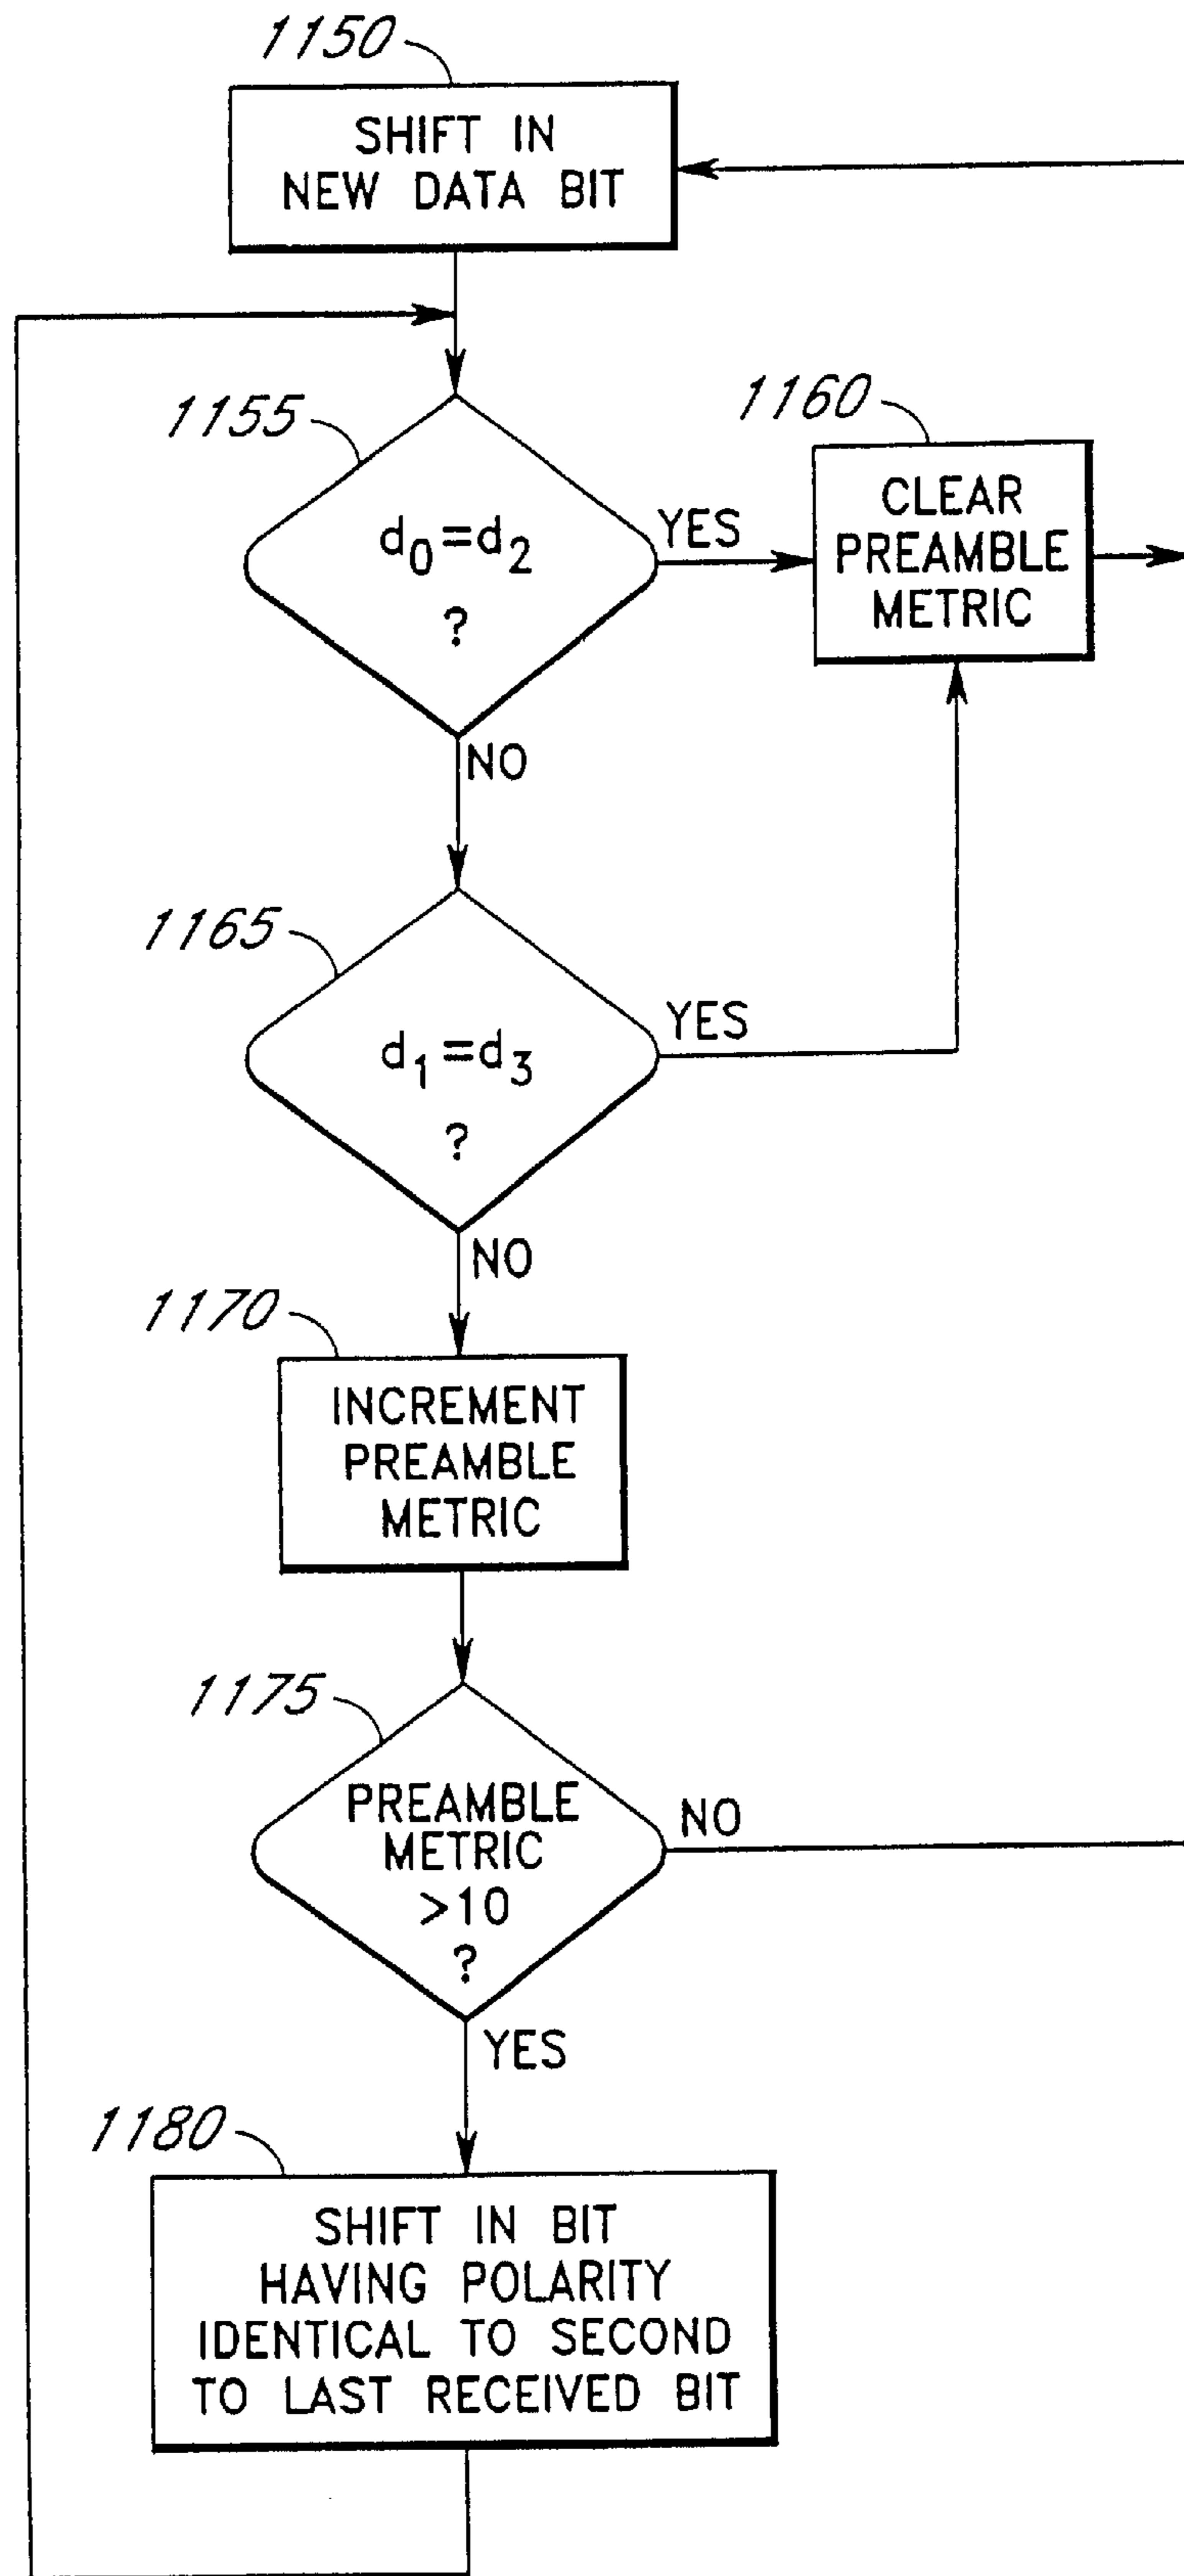 1150
SHIFT IN
NEW DATA BIT
1155
d₀=d₂
?
YES
NO
1160
CLEAR
PREAMBLE
METRIC
1165
d₁=d₃
?
YES
NO
1170
INCREMENT
PREAMBLE
METRIC
1175
PREAMBLE
METRIC
>10
?
NO
YES
1180
SHIFT IN BIT
HAVING POLARITY
IDENTICAL TO SECOND
TO LAST RECEIVED BIT